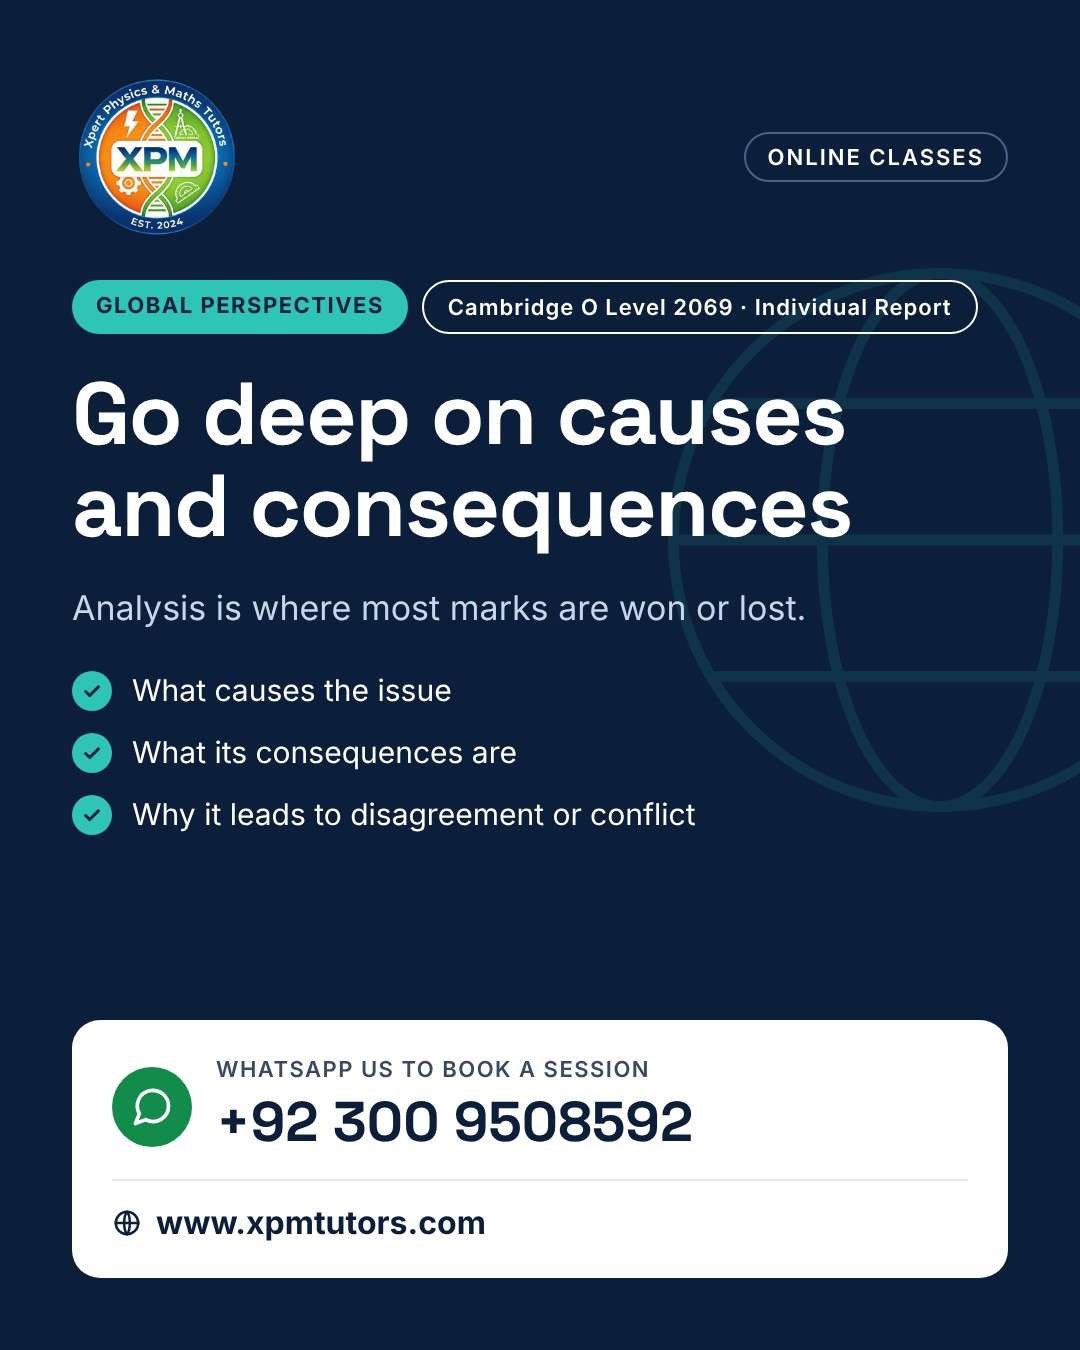 Xpert Physics & Maths Tutors
XPM
EST. 2024
ONLINE CLASSES
GLOBAL PERSPECTIVES
Cambridge O Level 2069 · Individual Report
Go deep on causes
and consequences
Analysis is where most marks are won or lost.
What causes the issue
What its consequences are
Why it leads to disagreement or conflict
WHATSAPP US TO BOOK A SESSION
+92 300 9508592
www.xpmtutors.com